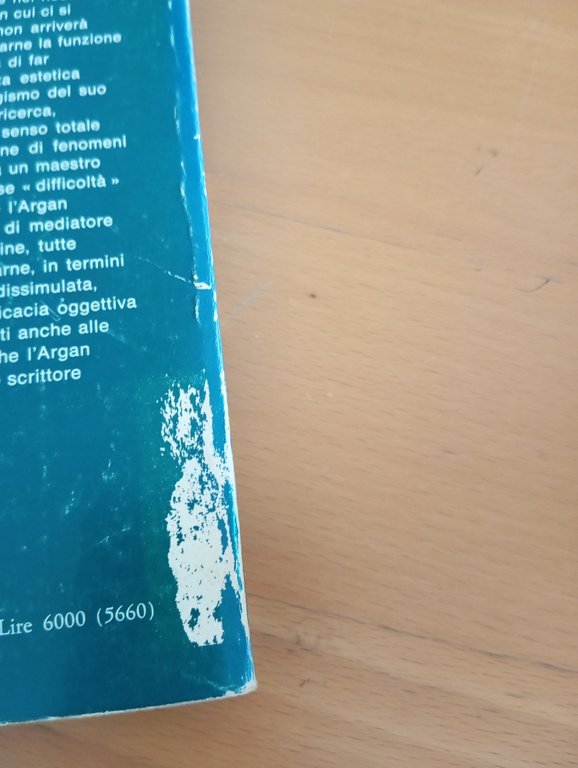 n cui ci si
non arriverà
arne la funzione
di far
estetica
gismo del suo
ricerca,
senso totale
ne di fenomeni
un maestro
se « difficoltà »
l'Argan
di mediatore
ine, tutte
arne, in termini
dissimulata,
icacia oggettiva
ti anche alle
he l'Argan
scrittore
Lire 6000 (5660)